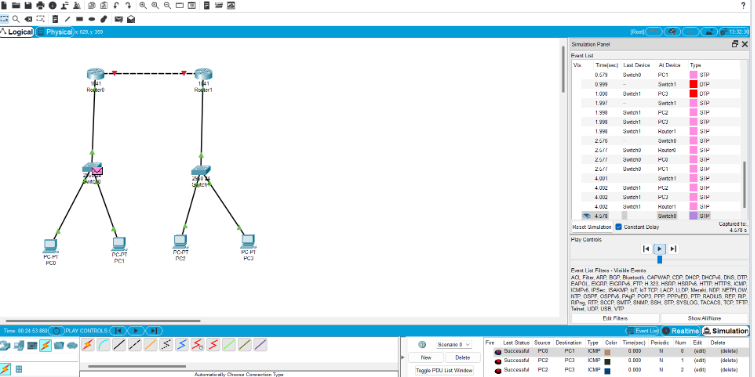 Logical Physical x: 629, y: 359
[Root] 13:32:30
Simulation Panel
Event List
Vis. Time(sec) Last Device At Device Type
0.579 Switch0 PC1 STP
0.999 -- Switch1 DTP
1.000 Switch1 PC3 DTP
1.997 -- Switch1 STP
1.998 Switch1 PC2 STP
1.998 Switch1 PC3 STP
1.998 Switch1 Router1 STP
2.576 -- Switch0 STP
2.577 Switch0 Router0 STP
2.577 Switch0 PC0 STP
2.577 Switch0 PC1 STP
4.001 -- Switch1 STP
4.002 Switch1 PC2 STP
4.002 Switch1 PC3 STP
4.002 Switch1 Router1 STP
4.578 -- Switch0 STP
Reset Simulation Constant Delay Captured to:
4.578 s
Play Controls
Event List Filters - Visible Events
ACL Filter, ARP, BGP, Bluetooth, CAPWAP, CDP, DHCP, DHCPv6, DNS, DTP,
EAPOL, EIGRP, EIGRPv6, FTP, H.323, HSRP, HSRPv6, HTTP, HTTPS, ICMP,
ICMPv6, IPSec, ISAKMP, IoT, IoT TCP, LACP, LLDP, Meraki, NDP, NETFLOW,
NTP, OSPF, OSPFv6, PAgP, POP3, PPP, PPPoED, PTP, RADIUS, REP, RIP,
RIPng, RTP, SCCP, SMTP, SNMP, SSH, STP, SYSLOG, TACACS, TCP, TFTP,
Telnet, UDP, USB, VTP
Edit Filters Show All/None
1841
Router0
1841
Router1
Switch0
Switch1
PC-PT
PC0
PC-PT
PC1
PC-PT
PC2
PC-PT
PC3
Time: 00:24:53.680 PLAY CONTROLS: Event List Realtime Simulation
Scenario 0
New Delete
Toggle PDU List Window
Fire Last Status Source Destination Type Color Time(sec) Periodic Num Edit Delete
Successful PC0 PC1 ICMP 0.000 N 0 (edit) (delete)
Successful PC2 PC3 ICMP 0.000 N 1 (edit) (delete)
Successful PC2 PC3 ICMP 0.000 N 2 (edit) (delete)
Automatically Choose Connection Type